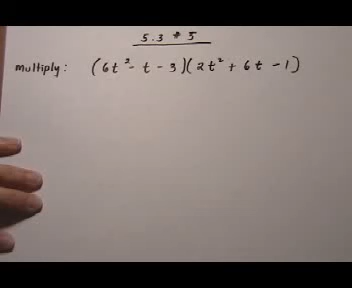 5.3 # 5
multiply: (6t² - t - 3)(2t² + 6t - 1)